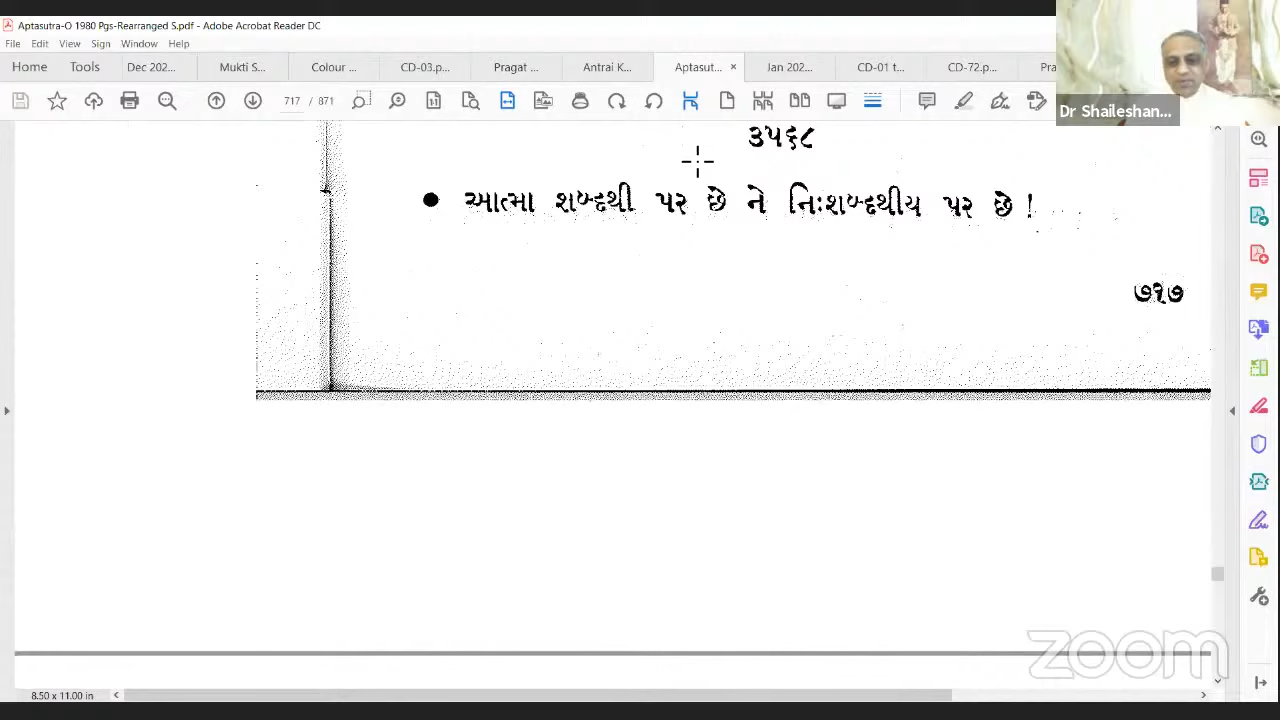 Aptasutra-O 1980 Pgs-Rearranged S.pdf - Adobe Acrobat Reader DC
File Edit View Sign Window Help
Home Tools Dec 202... Mukti S... Colour ... CD-03.p... Pragat ... Antrai K... Aptasut... × Jan 202... CD-01 t... CD-72.p... Pra
717 / 871
Dr Shaileshan...
૩૫૬૮
● આત્મા શબ્દથી પર છે ને નિઃશબ્દથીય પર છે !
૭૧૭
zoom
8.50 x 11.00 in